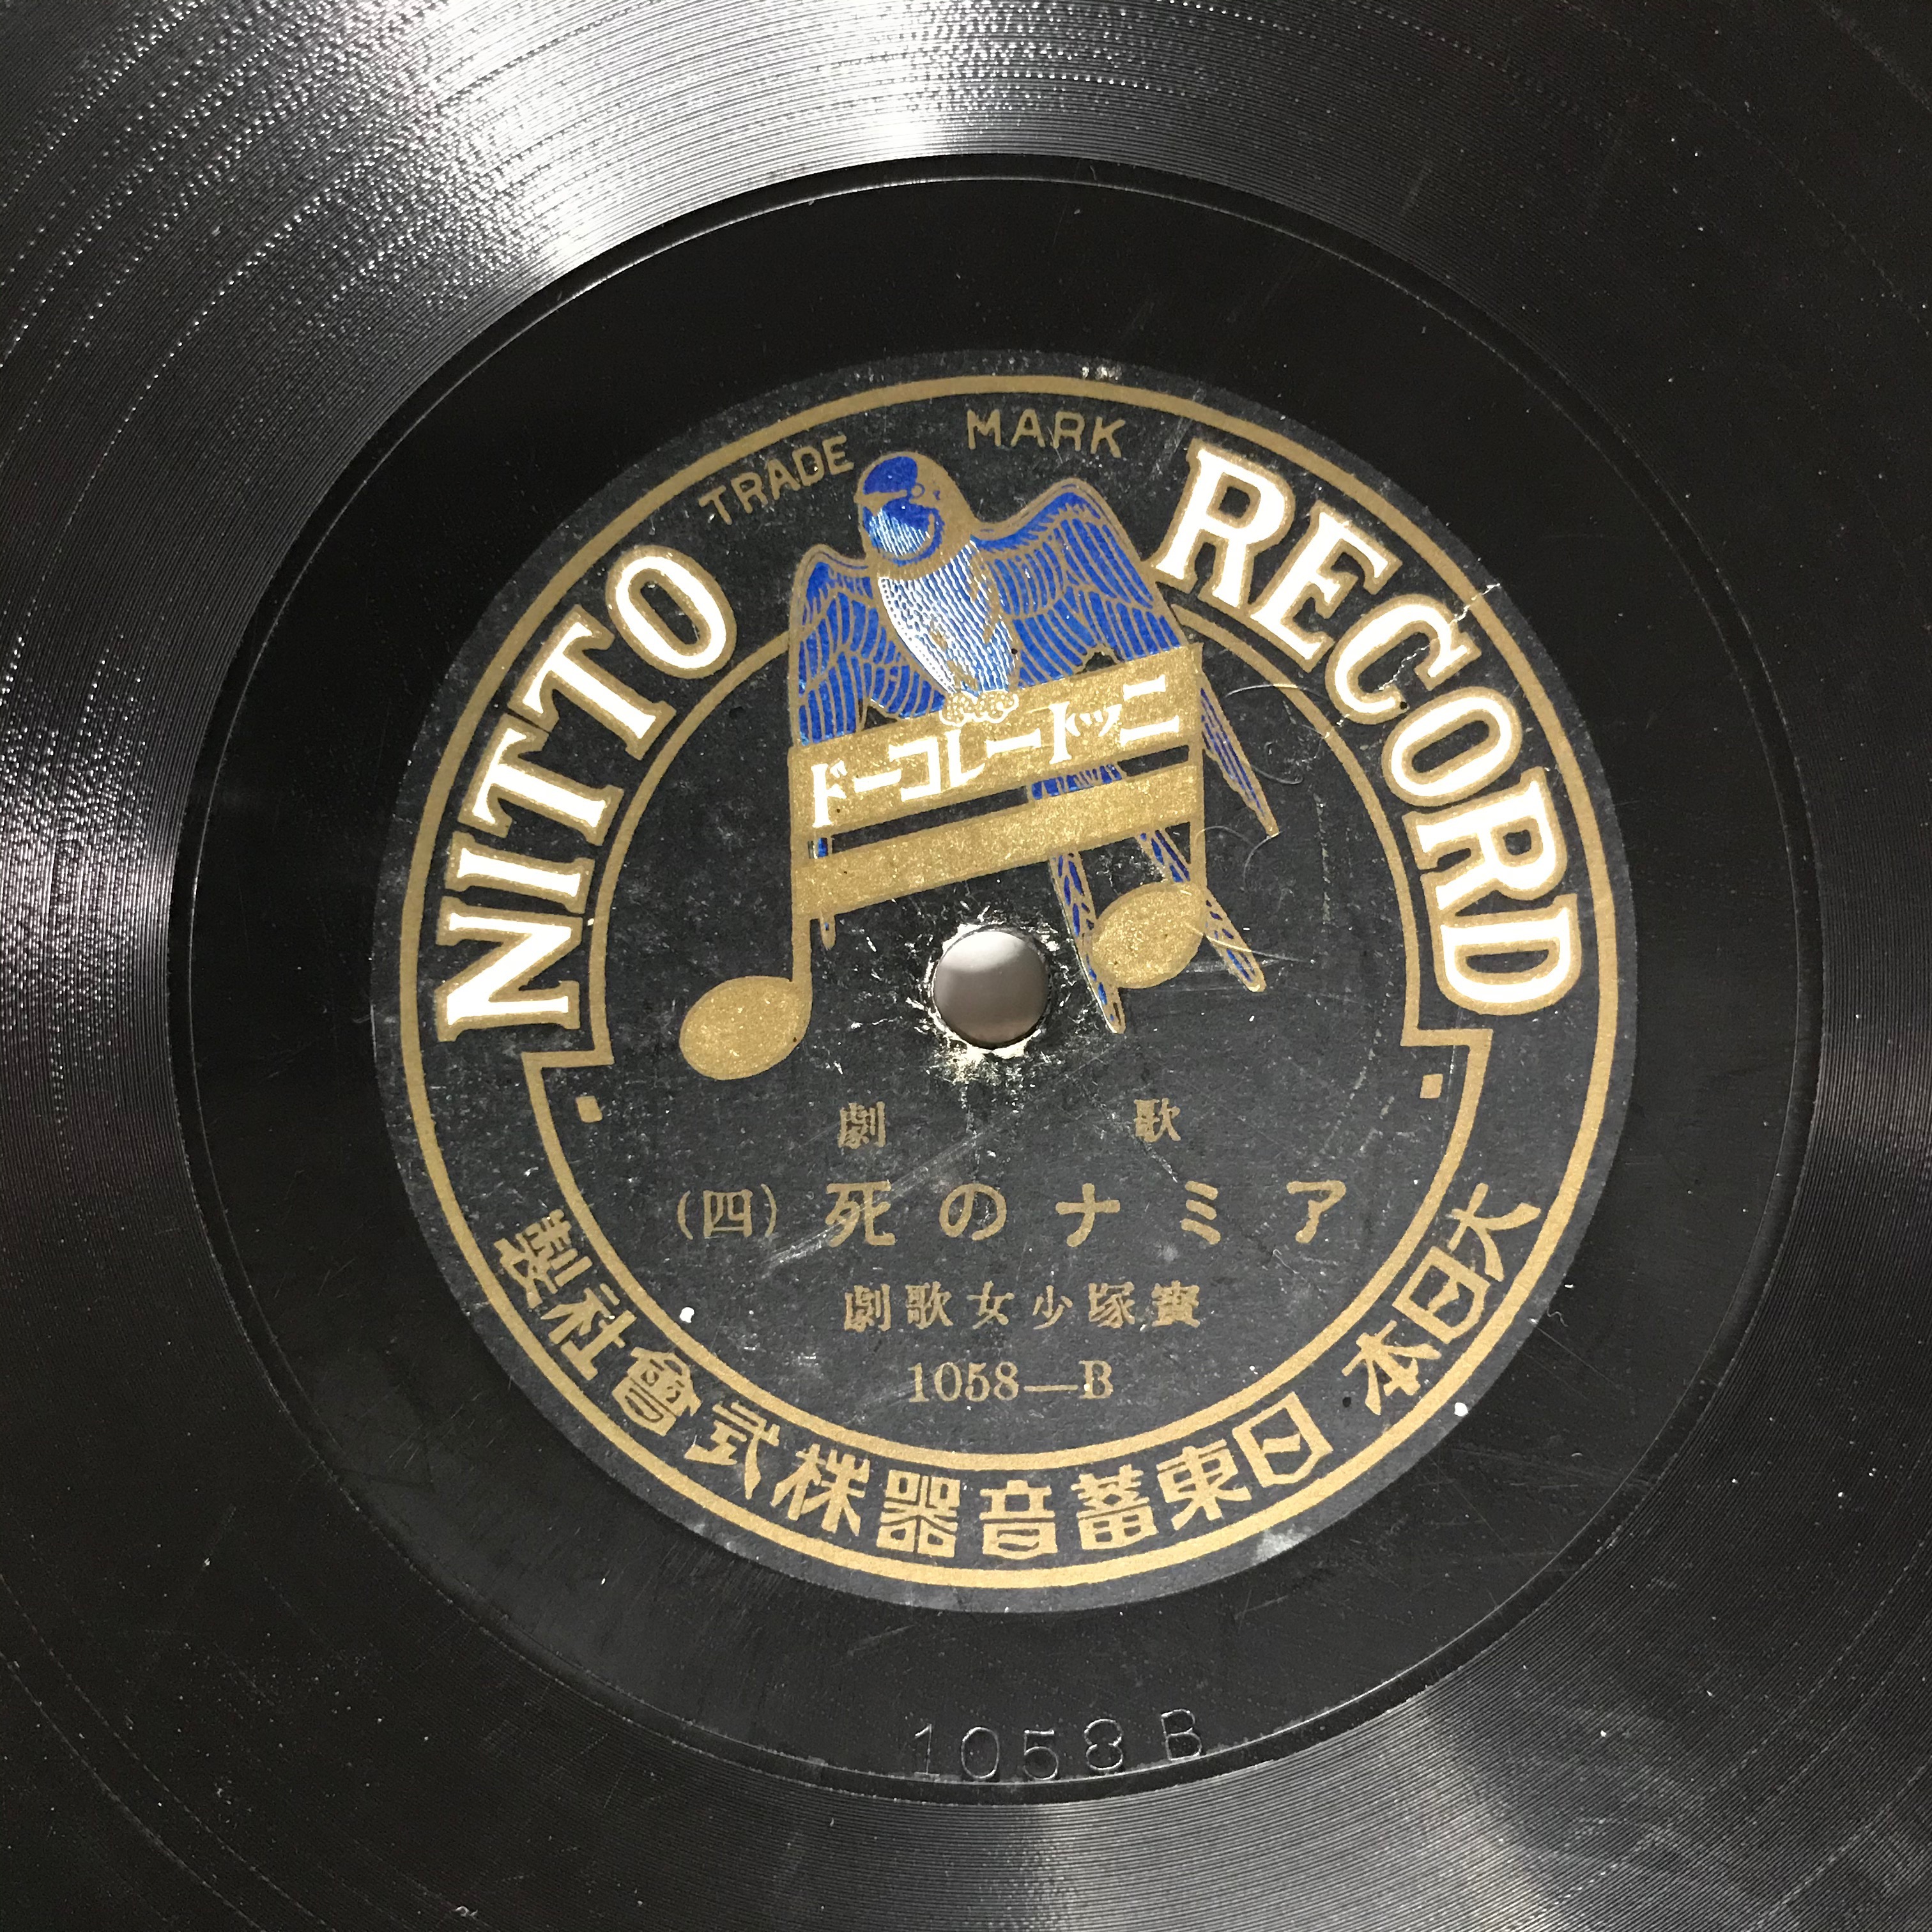 TRADE MARK
NITTO RECORD
ニットーレコード
歌劇
アミナの死(四)
寶塚少女歌劇
1058—B
大日本 日東蓄音器株式會社製
1058 B